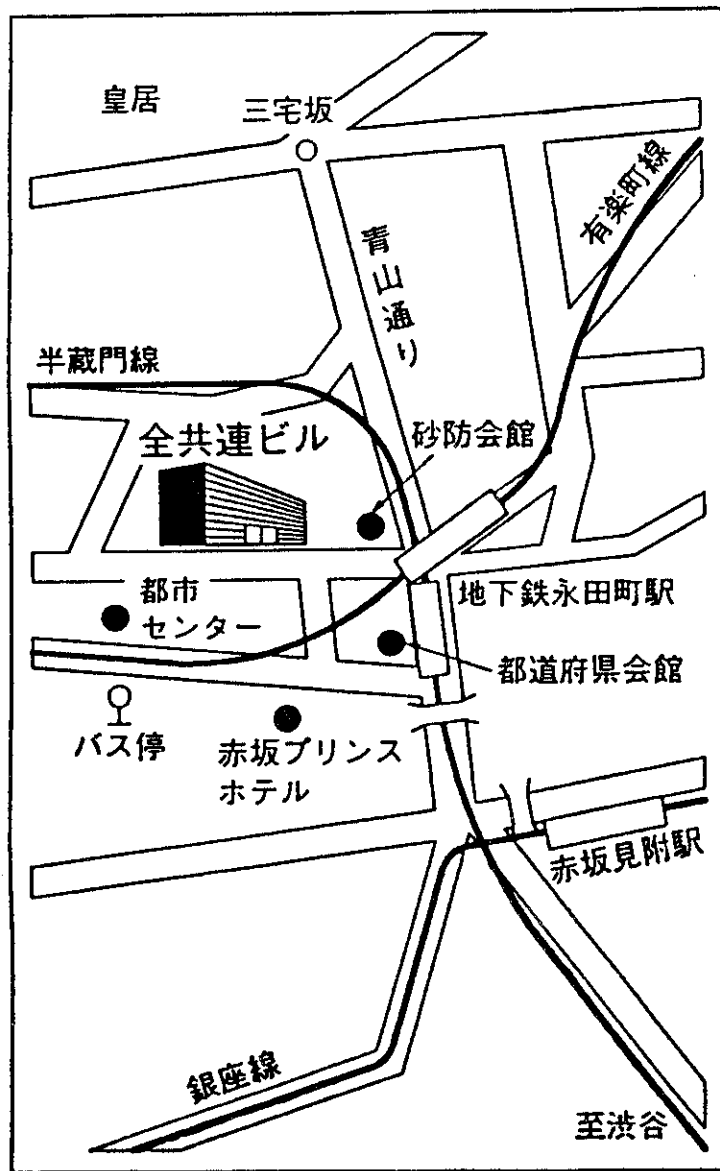 皇居
三宅坂
有楽町線
青山通り
半蔵門線
全共連ビル
砂防会館
地下鉄永田町駅
都市
センター
都道府県会館
バス停
赤坂プリンス
ホテル
赤坂見附駅
銀座線
至渋谷